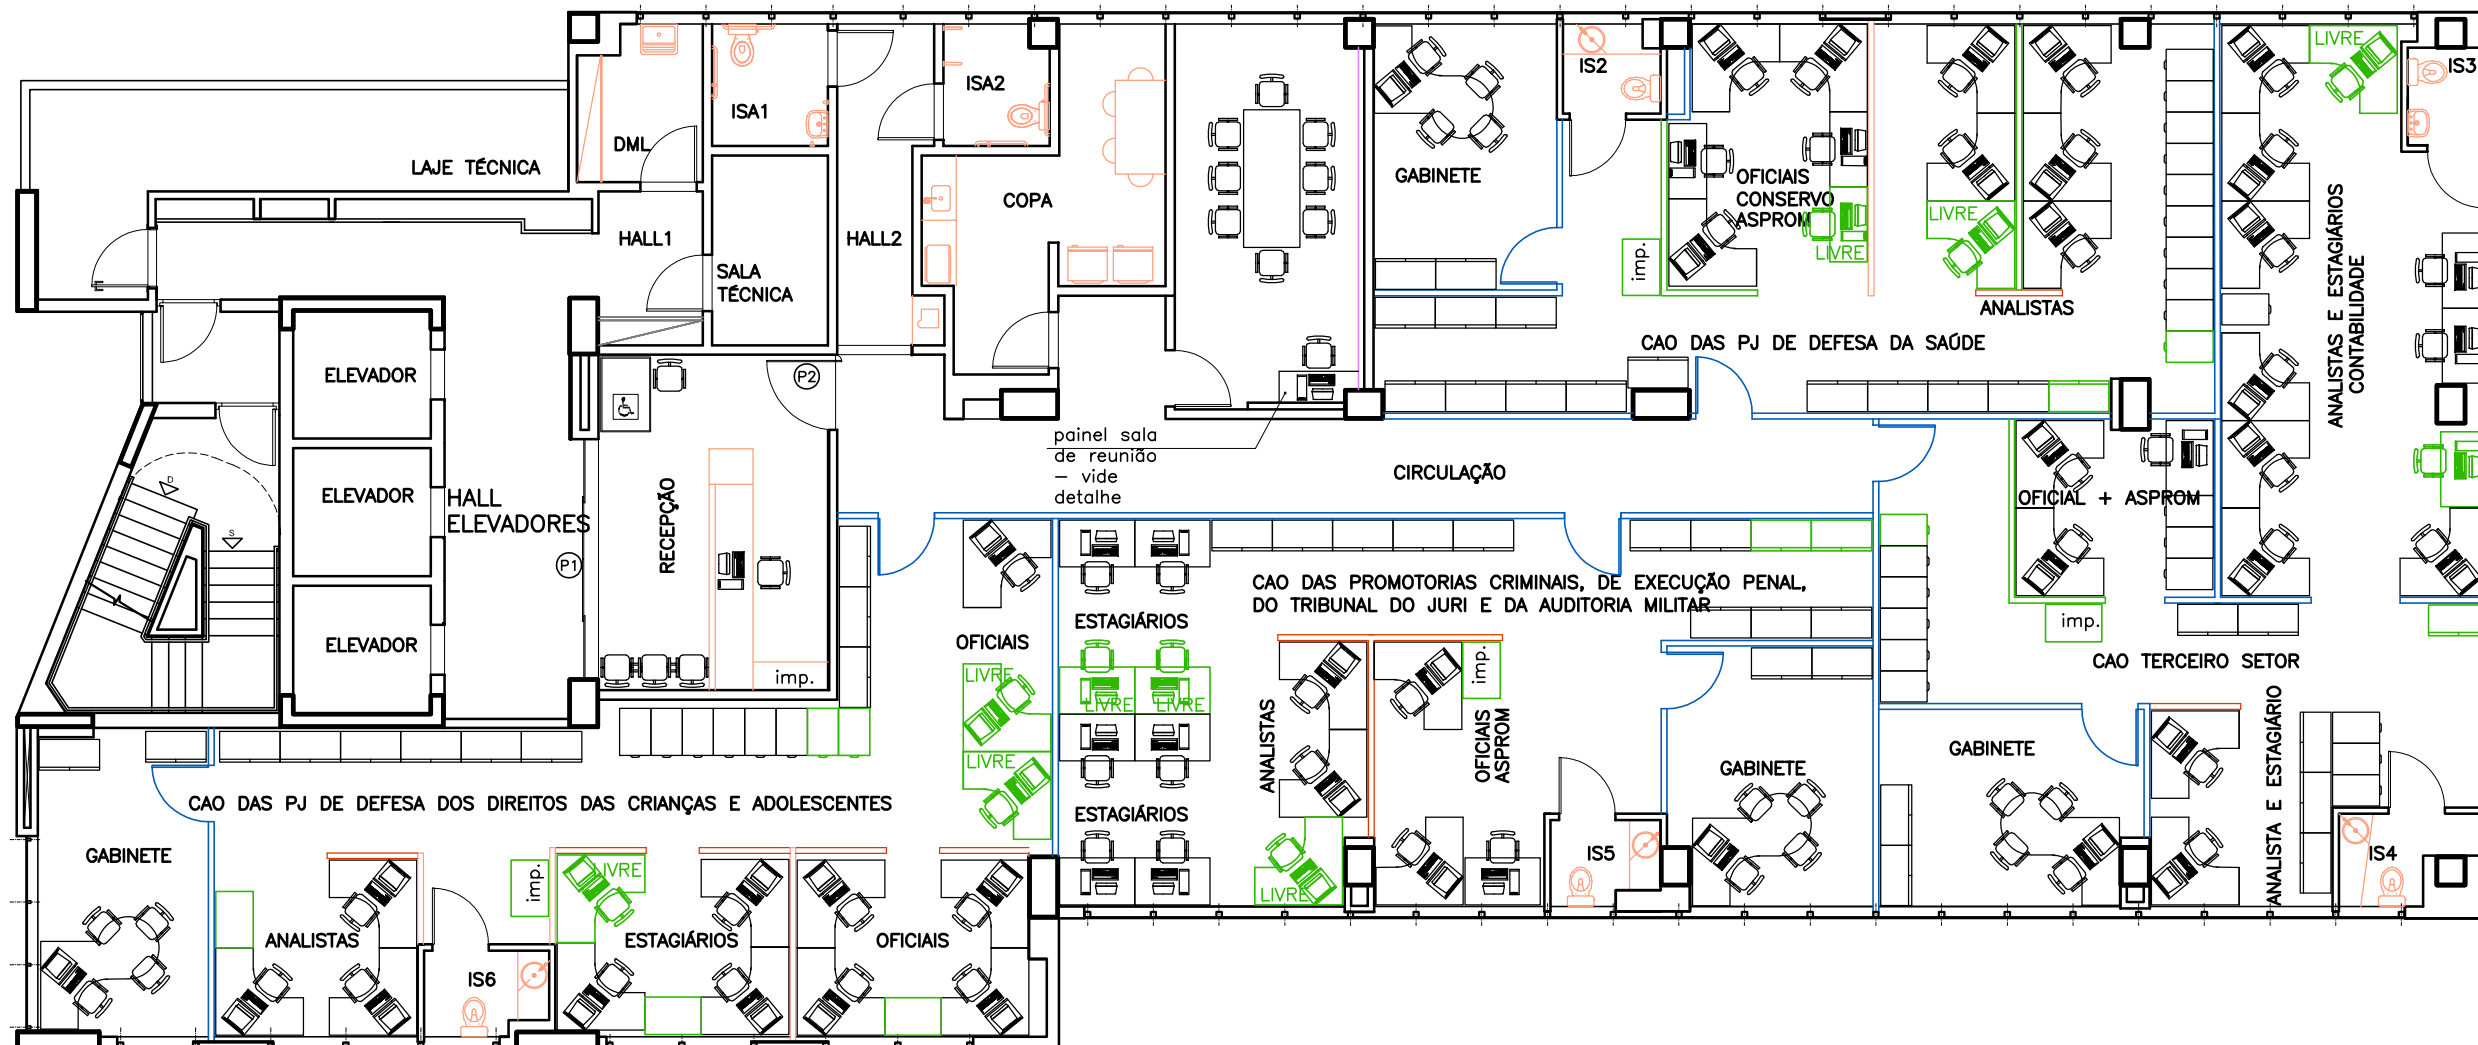 LIVRE
IS2
IS3
ISA2
ISA1
DML
LAJE TÉCNICA
GABINETE
OFICIAIS
CONSERVO
ASPROM
COPA
LIVRE
HALL1
HALL2
LIVRE
imp.
SALA
TÉCNICA
ANALISTAS E ESTAGIÁRIOS
CONTABILIDADE
ANALISTAS
CAO DAS PJ DE DEFESA DA SAÚDE
ELEVADOR
P2
painel sala
de reunião
– vide
detalhe
CIRCULAÇÃO
ELEVADOR
HALL
ELEVADORES
OFICIAL + ASPROM
D
S
RECEPÇÃO
P1
CAO DAS PROMOTORIAS CRIMINAIS, DE EXECUÇÃO PENAL,
DO TRIBUNAL DO JURI E DA AUDITORIA MILITAR
ESTAGIÁRIOS
imp.
OFICIAIS
ELEVADOR
CAO TERCEIRO SETOR
imp.
imp.
LIVRE
LIVRE
LIVRE
ANALISTAS
OFICIAIS
ASPROM
ANALISTA E ESTAGIÁRIO
GABINETE
LIVRE
GABINETE
CAO DAS PJ DE DEFESA DOS DIREITOS DAS CRIANÇAS E ADOLESCENTES
ESTAGIÁRIOS
GABINETE
IS5
IS4
imp.
LIVRE
LIVRE
ANALISTAS
ESTAGIÁRIOS
OFICIAIS
IS6